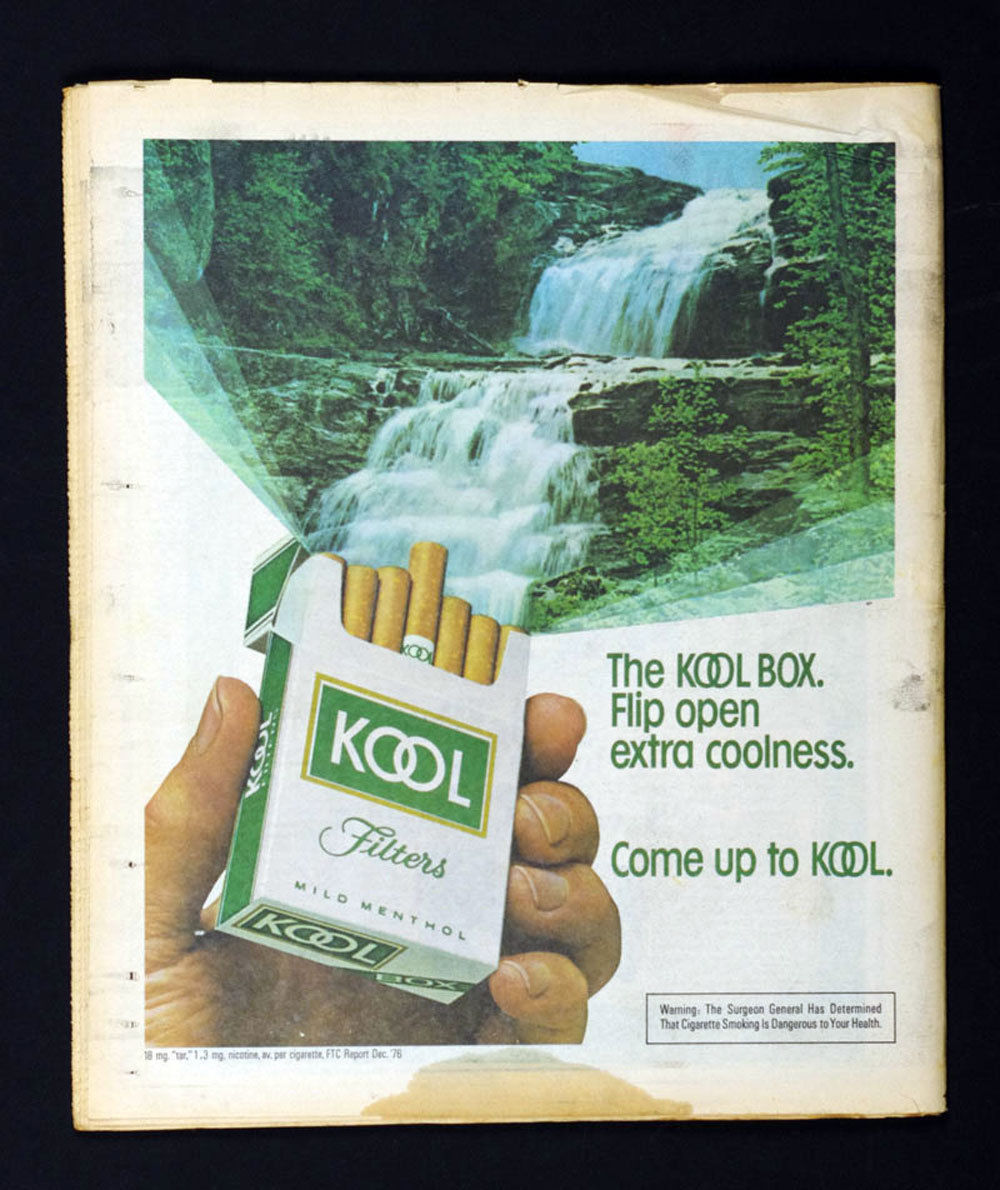 KOOL
KOOL
KOOL
Filters
MILD MENTHOL
KOOL
BOX
The KOOL BOX.
Flip open
extra coolness.
Come up to KOOL.
Warning: The Surgeon General Has Determined
That Cigarette Smoking Is Dangerous to Your Health.
18 mg. "tar," 1.3 mg. nicotine, av. per cigarette, FTC Report Dec. '76